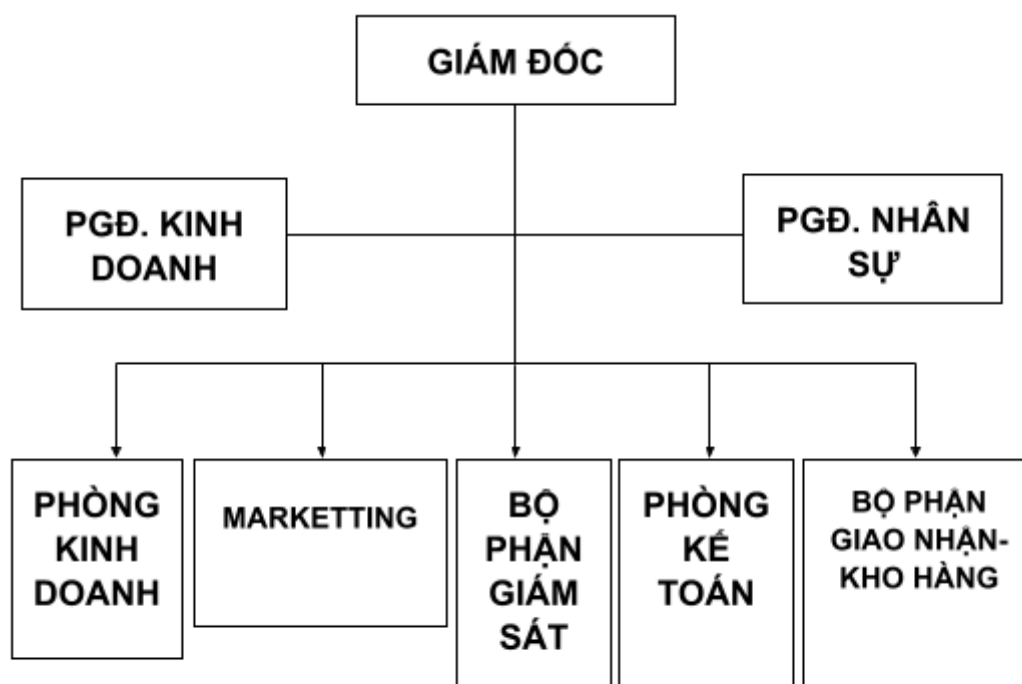 GIÁM ĐỐC
PGĐ. KINH
DOANH
PGĐ. NHÂN
SỰ
PHÒNG
KINH
DOANH
MARKETTING
BỘ
PHẬN
GIÁM
SÁT
PHÒNG
KẾ
TOÁN
BỘ PHẬN
GIAO NHẬN-
KHO HÀNG